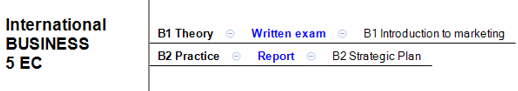 International
BUSINESS
5 EC
B1 Theory Written exam B1 Introduction to marketing
B2 Practice Report B2 Strategic Plan